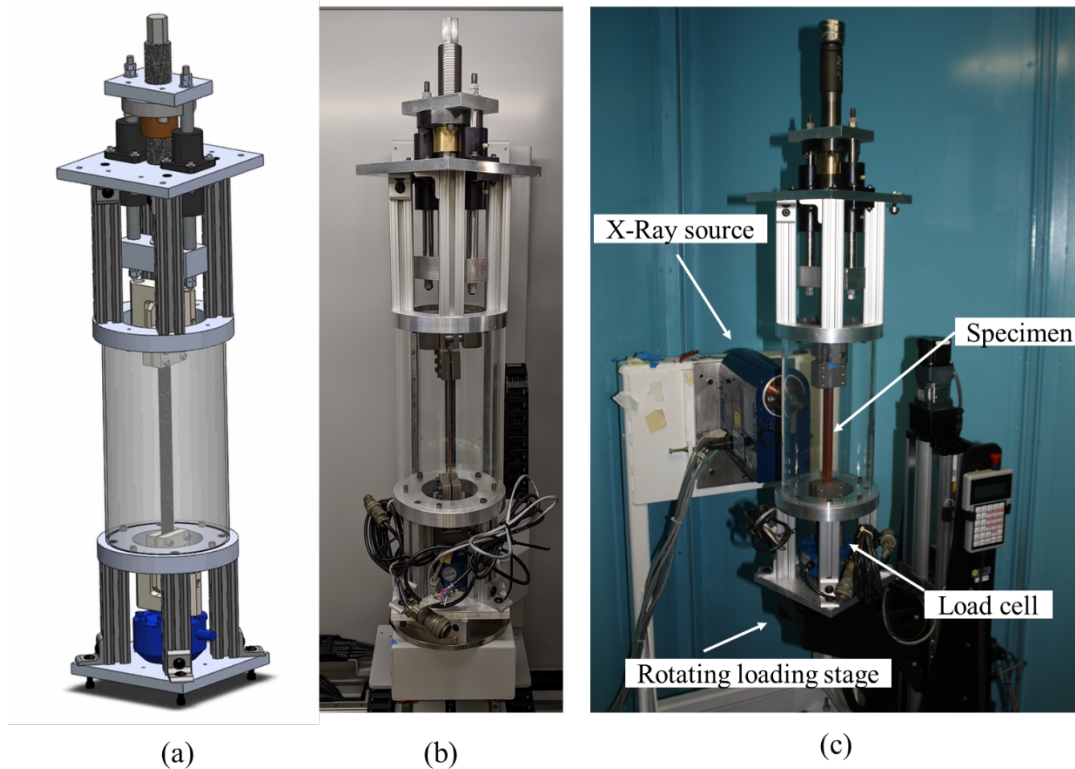 X-Ray source
Specimen
Load cell
Rotating loading stage
(a)
(b)
(c)